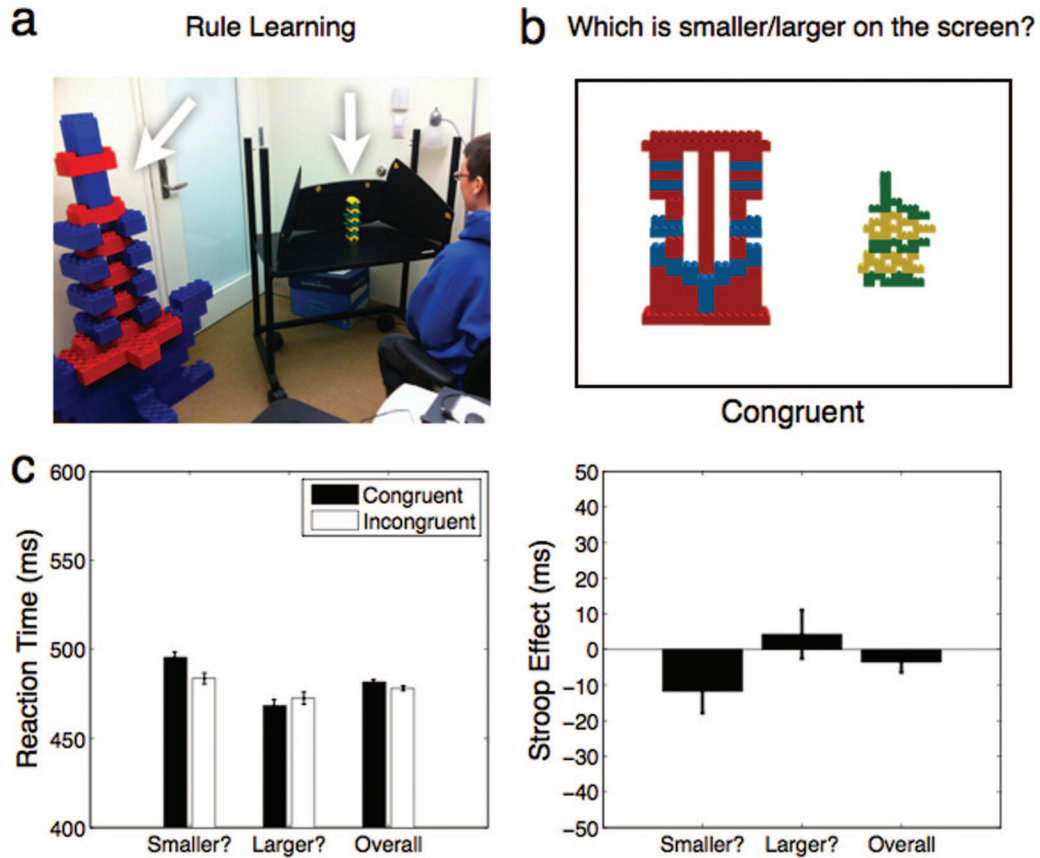 a
Rule Learning
b
Which is smaller/larger on the screen?
Congruent
c
Reaction Time (ms)
600
550
500
450
400
Congruent
Incongruent
Smaller?
Larger?
Overall
Stroop Effect (ms)
50
40
30
20
10
0
−10
−20
−30
−40
−50
Smaller?
Larger?
Overall